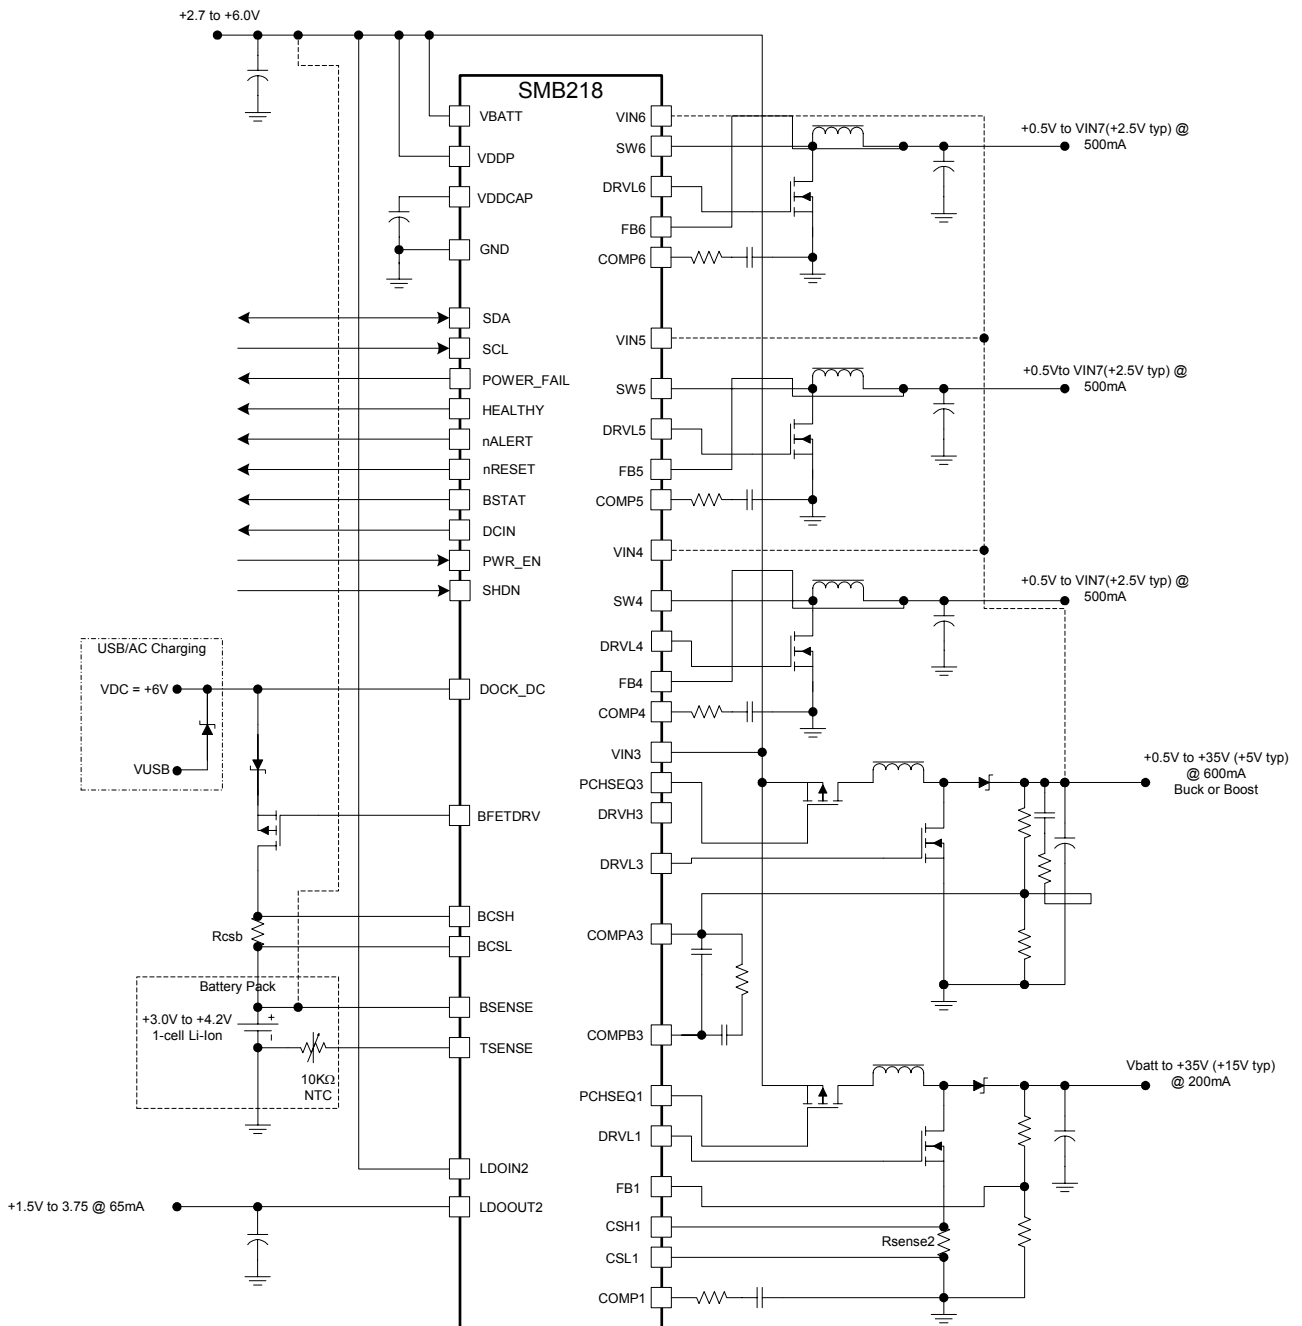 +2.7 to +6.0V
SMB218
VBATT
VDDP
VDDCAP
GND
SDA
SCL
POWER_FAIL
HEALTHY
nALERT
nRESET
BSTAT
DCIN
PWR_EN
SHDN
USB/AC Charging
VDC = +6V
VUSB
DOCK_DC
BFETDRV
Rcsb
BCSH
BCSL
Battery Pack
+3.0V to +4.2V
1-cell Li-Ion
+
-
10KΩ
NTC
BSENSE
TSENSE
LDOIN2
+1.5V to 3.75 @ 65mA
LDOOUT2
VIN6
SW6
DRVL6
FB6
COMP6
+0.5V to VIN7(+2.5V typ) @
500mA
VIN5
SW5
DRVL5
FB5
COMP5
+0.5Vto VIN7(+2.5V typ) @
500mA
VIN4
SW4
DRVL4
FB4
COMP4
+0.5V to VIN7(+2.5V typ) @
500mA
VIN3
PCHSEQ3
DRVH3
DRVL3
COMPA3
COMPB3
+0.5V to +35V (+5V typ)
@ 600mA
Buck or Boost
PCHSEQ1
DRVL1
FB1
CSH1
CSL1
COMP1
Rsense2
Vbatt to +35V (+15V typ)
@ 200mA